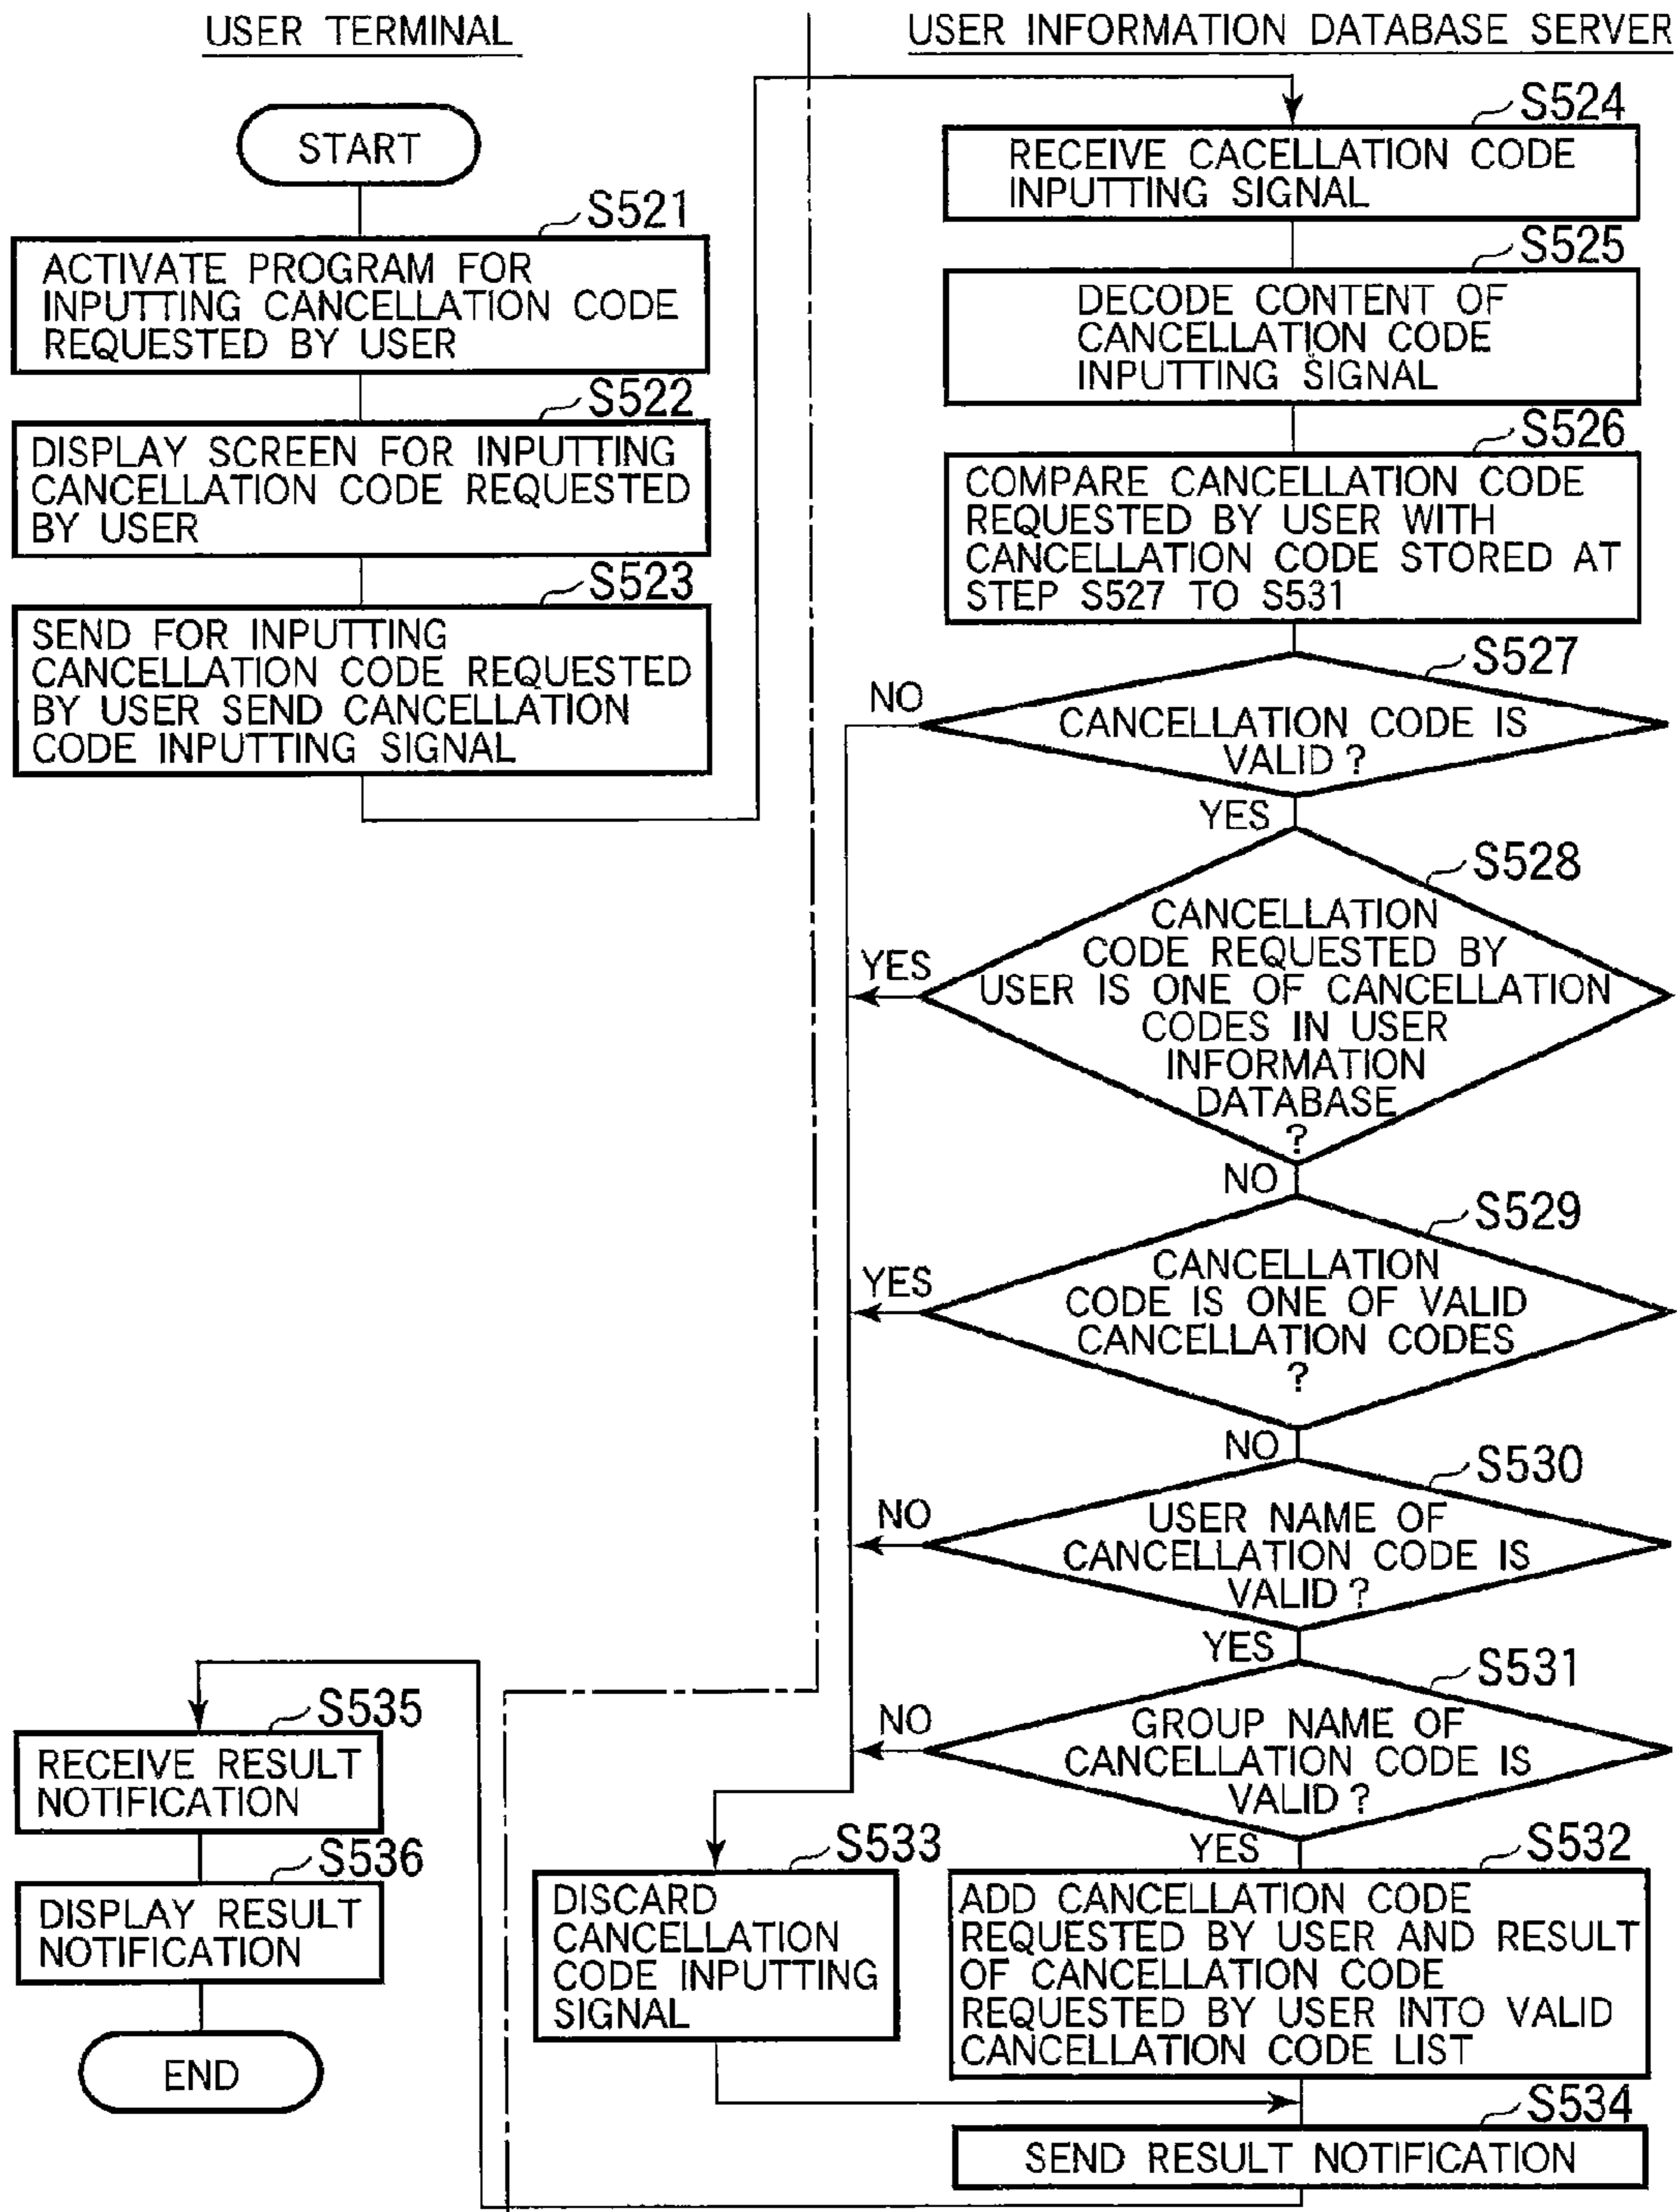 USER TERMINAL
START
S521
ACTIVATE PROGRAM FOR
INPUTTING CANCELLATION CODE
REQUESTED BY USER
S522
DISPLAY SCREEN FOR INPUTTING
CANCELLATION CODE REQUESTED
BY USER
S523
SEND FOR INPUTTING
CANCELLATION CODE REQUESTED
BY USER SEND CANCELLATION
CODE INPUTTING SIGNAL
USER INFORMATION DATABASE SERVER
S524
RECEIVE CACELLATION CODE
INPUTTING SIGNAL
S525
DECODE CONTENT OF
CANCELLATION CODE
INPUTTING SIGNAL
S526
COMPARE CANCELLATION CODE
REQUESTED BY USER WITH
CANCELLATION CODE STORED AT
STEP S527 TO S531
S527
NO
CANCELLATION CODE IS
VALID?
YES
S528
CANCELLATION
CODE REQUESTED BY
YES
USER IS ONE OF CANCELLATION
CODES IN USER
INFORMATION
DATABASE
?
NO
S529
CANCELLATION
YES
CODE IS ONE OF VALID
CANCELLATION CODES
?
NO
S530
NO
USER NAME OF
CANCELLATION CODE IS
VALID?
YES
S531
NO
GROUP NAME OF
CANCELLATION CODE IS
VALID?
YES
S532
ADD CANCELLATION CODE
REQUESTED BY USER AND RESULT
OF CANCELLATION CODE
REQUESTED BY USER INTO VALID
CANCELLATION CODE LIST
S533
DISCARD
CANCELLATION
CODE INPUTTING
SIGNAL
S534
SEND RESULT NOTIFICATION
S535
RECEIVE RESULT
NOTIFICATION
S536
DISPLAY RESULT
NOTIFICATION
END